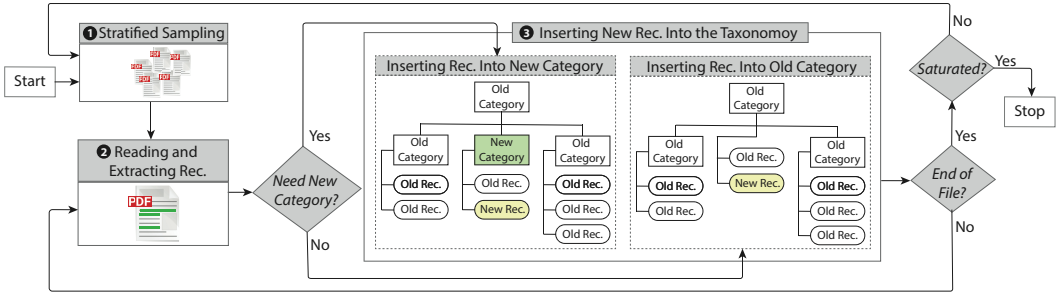 Start
❶ Stratified Sampling
PDF
PDF
PDF
PDF
PDF
❷ Reading and
Extracting Rec.
PDF
Need New
Category?
Yes
No
❸ Inserting New Rec. Into the Taxonomoy
Inserting Rec. Into New Category
Old
Category
Old
Category
Old Rec.
Old Rec.
New
Category
Old Rec.
New Rec.
Old
Category
Old Rec.
Old Rec.
Old Rec.
Inserting Rec. Into Old Category
Old
Category
Old
Category
Old Rec.
Old Rec.
Old Rec.
New Rec.
Old
Category
Old Rec.
Old Rec.
Old Rec.
End of
File?
Yes
No
Saturated?
No
Yes
Stop